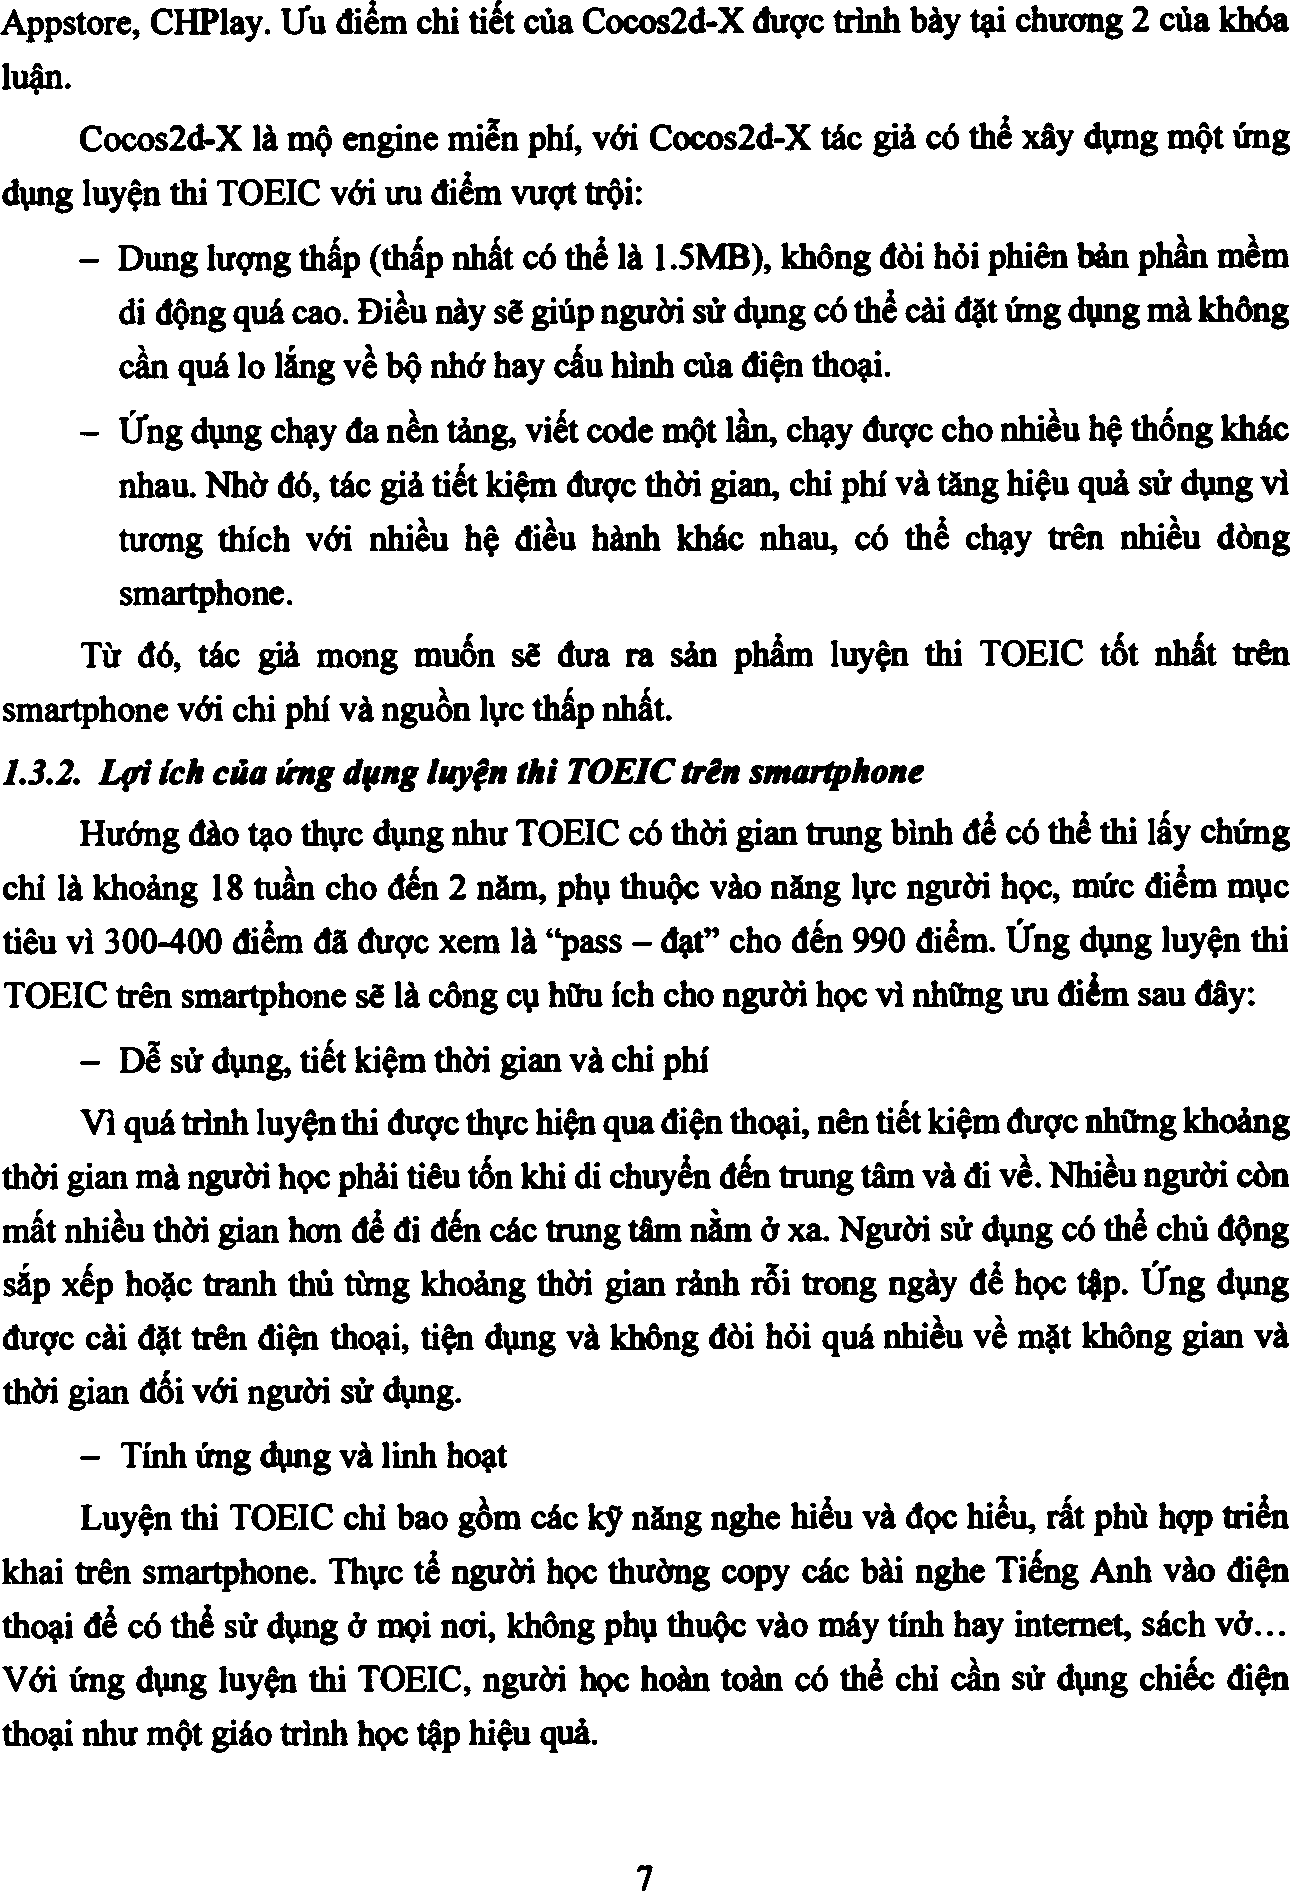 Appstore, CHPlay. Ưu điểm chi tiết của Cocos2d-X được trình bày tại chương 2 của khóa
luận.
Cocos2d-X là mộ engine miễn phí, với Cocos2d-X tác giả có thể xây dựng một ứng
dụng luyện thi TOEIC với ưu điểm vượt trội:
– Dung lượng thấp (thấp nhất có thể là 1.5MB), không đòi hỏi phiên bản phần mềm
di động quá cao. Điều này sẽ giúp người sử dụng có thể cài đặt ứng dụng mà không
cần quá lo lắng về bộ nhớ hay cấu hình của điện thoại.
– Ứng dụng chạy đa nền tảng, viết code một lần, chạy được cho nhiều hệ thống khác
nhau. Nhờ đó, tác giả tiết kiệm được thời gian, chi phí và tăng hiệu quả sử dụng vì
tương thích với nhiều hệ điều hành khác nhau, có thể chạy trên nhiều dòng
smartphone.
Từ đó, tác giả mong muốn sẽ đưa ra sản phẩm luyện thi TOEIC tốt nhất trên
smartphone với chi phí và nguồn lực thấp nhất.
1.3.2. Lợi ích của ứng dụng luyện thi TOEIC trên smartphone
Hướng đào tạo thực dụng như TOEIC có thời gian trung bình để có thể thi lấy chứng
chỉ là khoảng 18 tuần cho đến 2 năm, phụ thuộc vào năng lực người học, mức điểm mục
tiêu vì 300-400 điểm đã được xem là “pass – đạt” cho đến 990 điểm. Ứng dụng luyện thi
TOEIC trên smartphone sẽ là công cụ hữu ích cho người học vì những ưu điểm sau đây:
– Dễ sử dụng, tiết kiệm thời gian và chi phí
Vì quá trình luyện thi được thực hiện qua điện thoại, nên tiết kiệm được những khoảng
thời gian mà người học phải tiêu tốn khi di chuyển đến trung tâm và đi về. Nhiều người còn
mất nhiều thời gian hơn để đi đến các trung tâm nằm ở xa. Người sử dụng có thể chủ động
sắp xếp hoặc tranh thủ từng khoảng thời gian rảnh rỗi trong ngày để học tập. Ứng dụng
được cài đặt trên điện thoại, tiện dụng và không đòi hỏi quá nhiều về mặt không gian và
thời gian đối với người sử dụng.
– Tính ứng dụng và linh hoạt
Luyện thi TOEIC chỉ bao gồm các kỹ năng nghe hiểu và đọc hiểu, rất phù hợp triển
khai trên smartphone. Thực tể người học thường copy các bài nghe Tiếng Anh vào điện
thoại để có thể sử dụng ở mọi nơi, không phụ thuộc vào máy tính hay internet, sách vở…
Với ứng dụng luyện thi TOEIC, người học hoàn toàn có thể chỉ cần sử dụng chiếc điện
thoại như một giáo trình học tập hiệu quả.
7